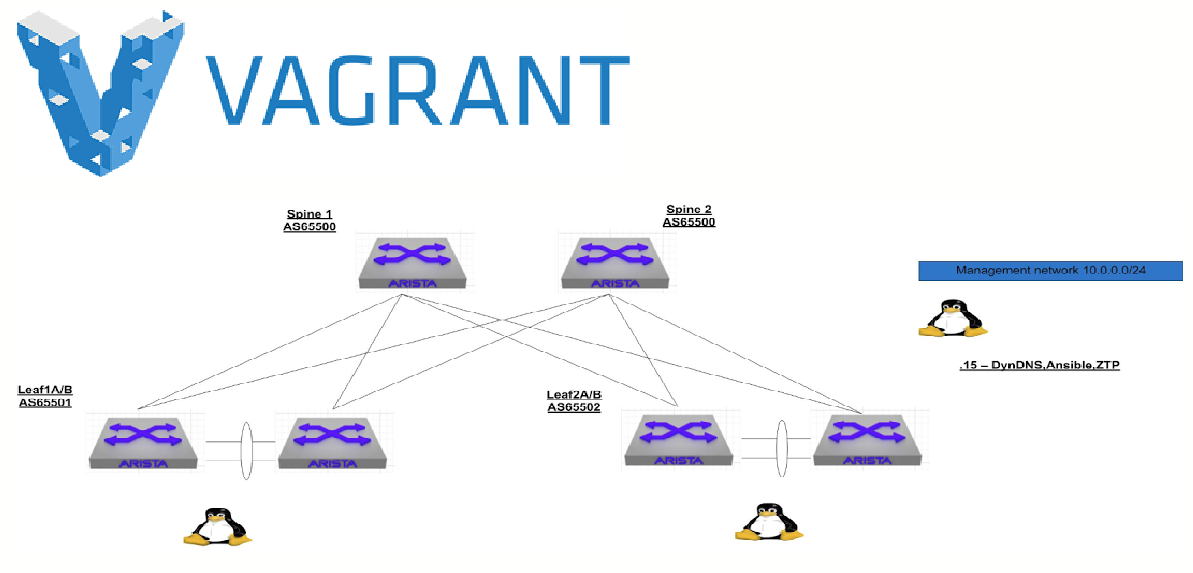 VAGRANT
Spine 1
AS65500
Spine 2
AS65500
ARISTA
ARISTA
Management network 10.0.0.0/24
.15 – DynDNS,Ansible,ZTP
Leaf1A/B
AS65501
Leaf2A/B
AS65502
ARISTA
ARISTA
ARISTA
ARISTA